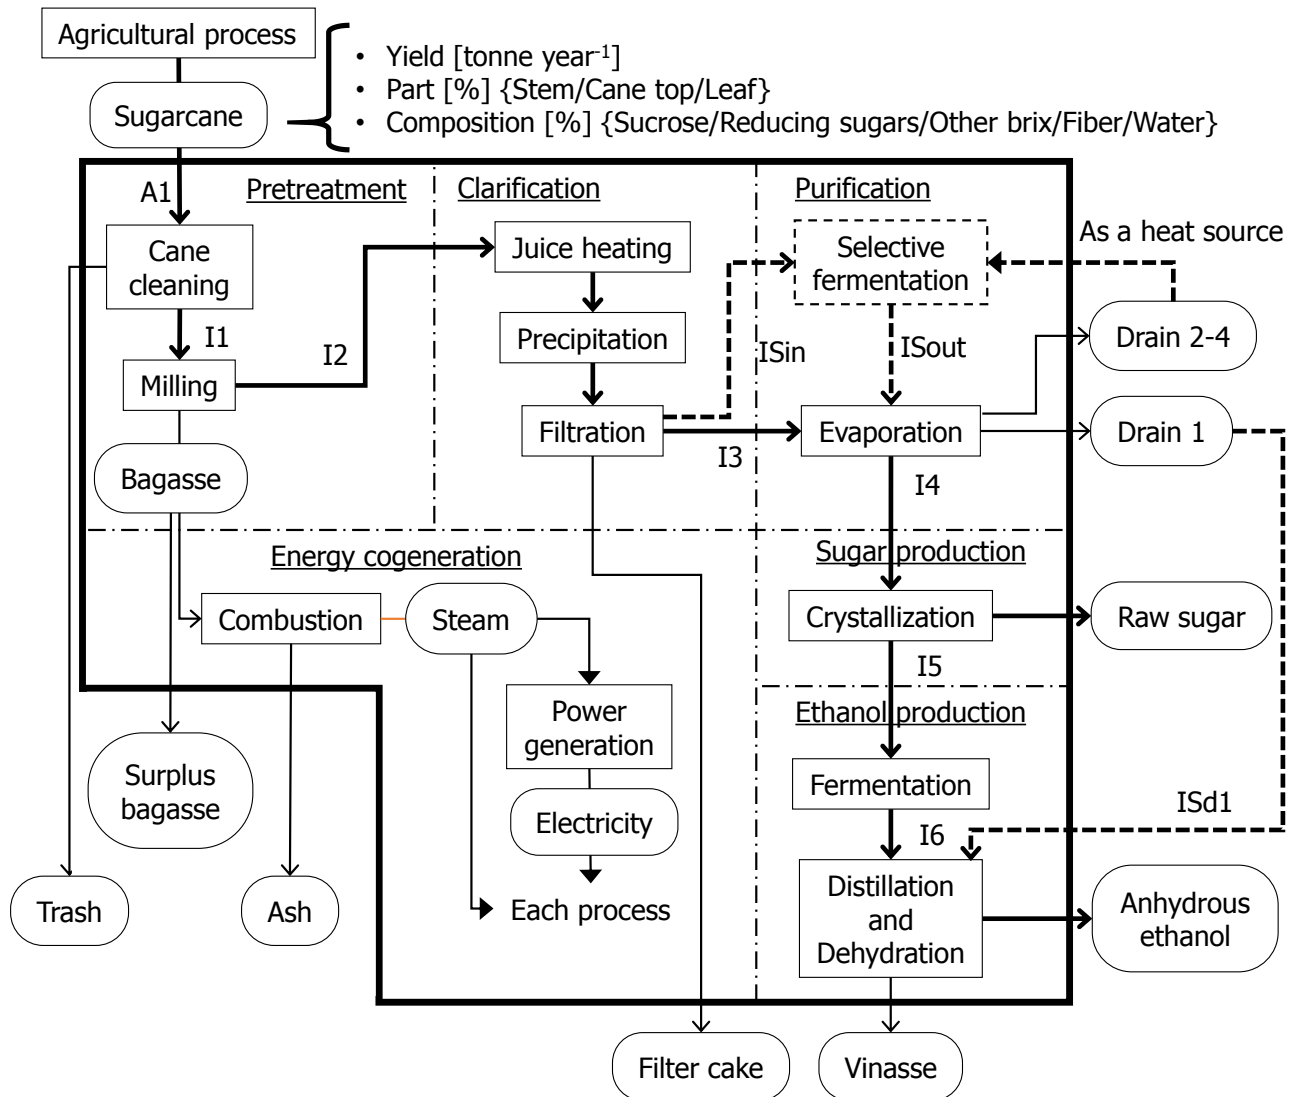 Agricultural process
Sugarcane
• Yield [tonne year-1]
• Part [%] {Stem/Cane top/Leaf}
• Composition [%] {Sucrose/Reducing sugars/Other brix/Fiber/Water}
A1
Pretreatment
Clarification
Purification
Cane
cleaning
Juice heating
Selective
fermentation
As a heat source
I1
I2
Precipitation
ISin
ISout
Drain 2-4
Milling
Filtration
I3
Evaporation
Drain 1
Bagasse
I4
Energy cogeneration
Sugar production
Combustion
Steam
Crystallization
Raw sugar
I5
Power
generation
Ethanol production
Surplus
bagasse
Fermentation
ISd1
Electricity
I6
Trash
Ash
Each process
Distillation
and
Dehydration
Anhydrous
ethanol
Filter cake
Vinasse